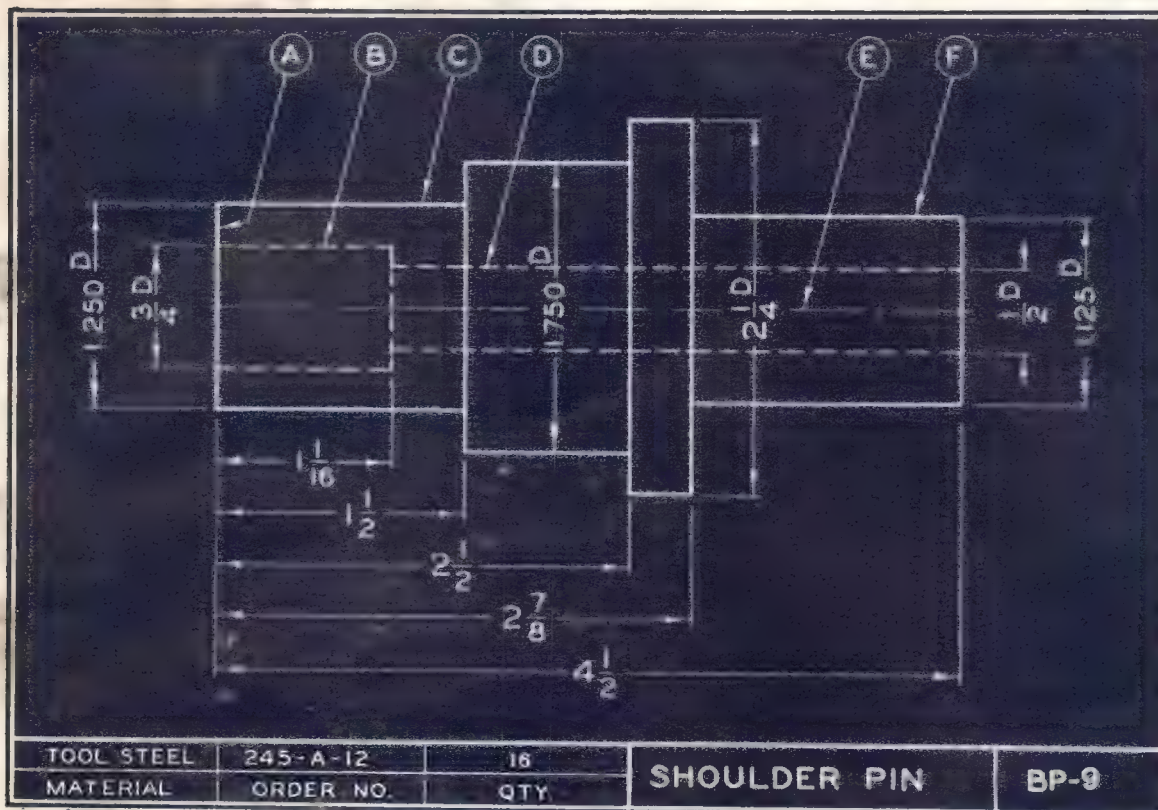 A B C D E F
1.250 D
3/4 D
1.750 D
2 1/4 D
1/2 D
1.125 D
1 1/16
1 1/2
2 1/2
2 7/8
4 1/2
TOOL STEEL 245-A-12 16
MATERIAL ORDER NO. QTY
SHOULDER PIN BP-9